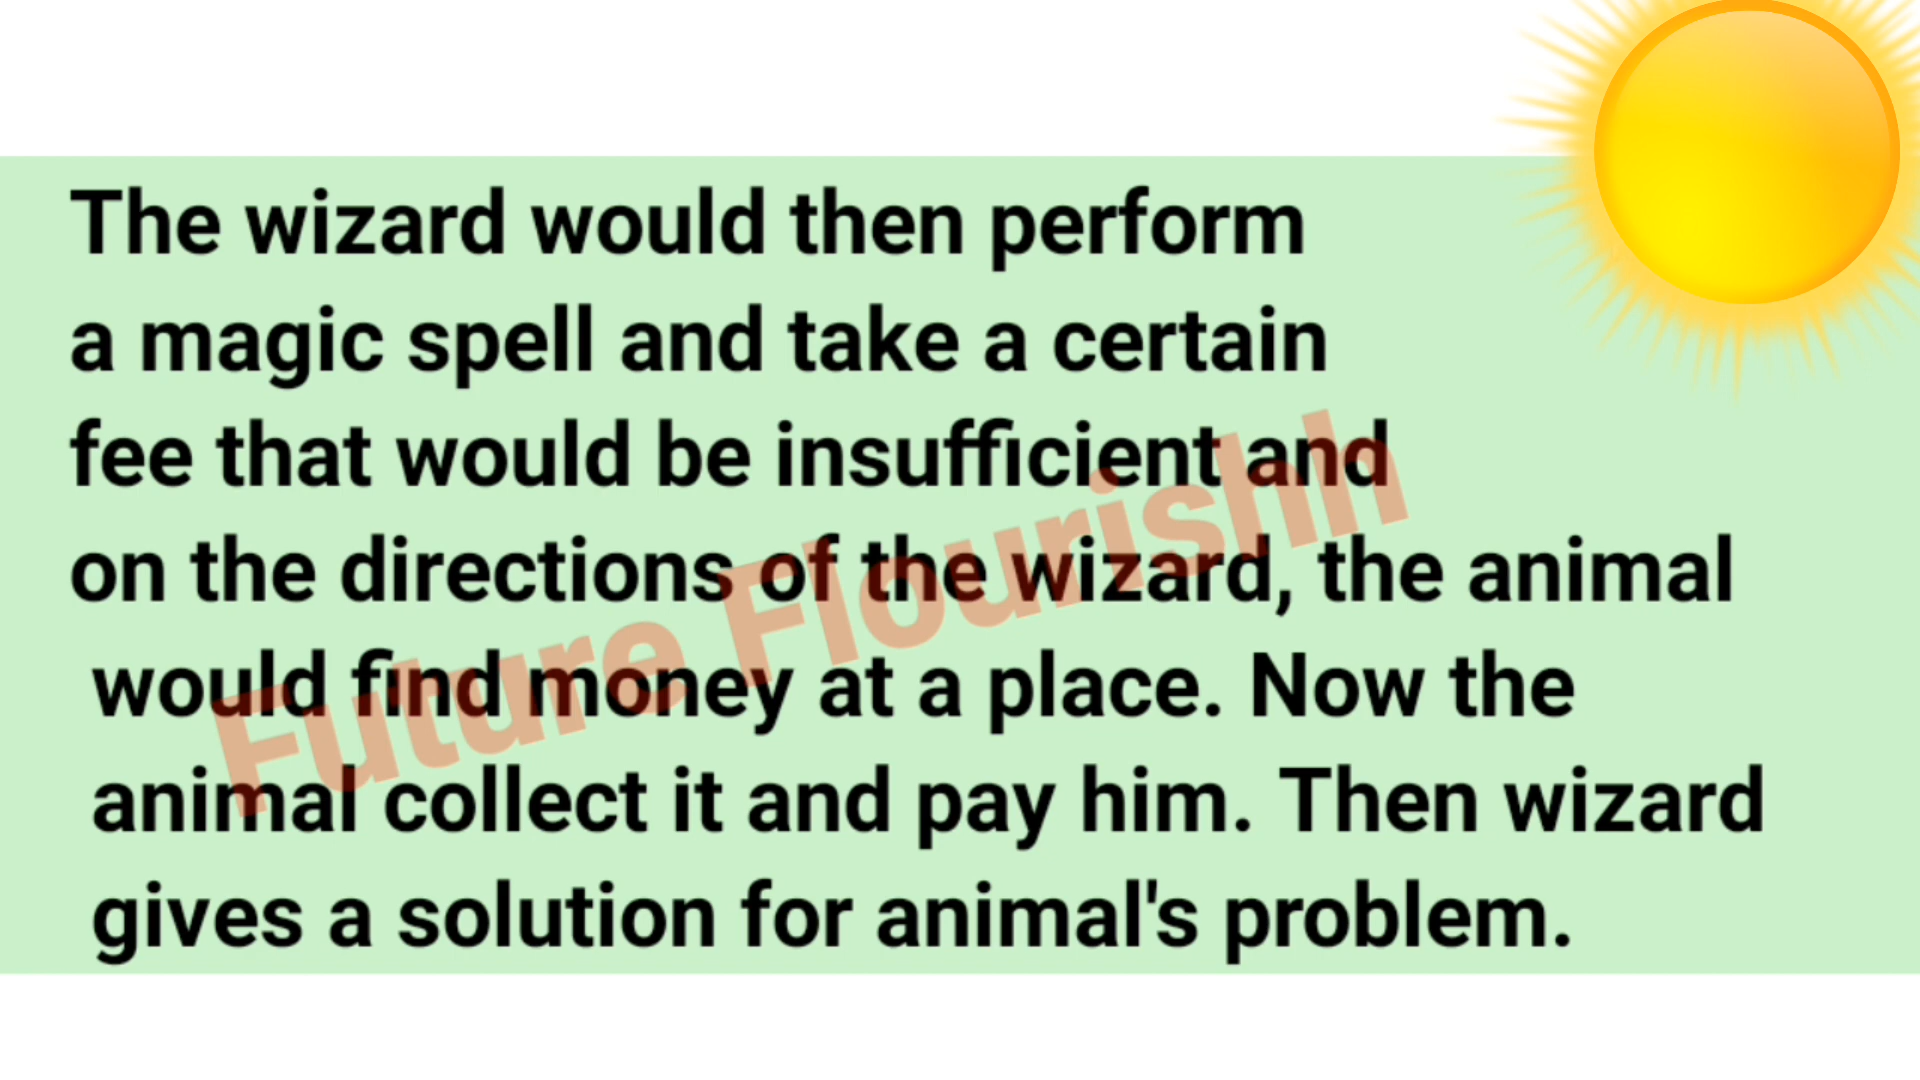 The wizard would then perform
a magic spell and take a certain
fee that would be insufficient and
on the directions of the wizard, the animal
would find money at a place. Now the
animal collect it and pay him. Then wizard
gives a solution for animal's problem.
Future Flourishh